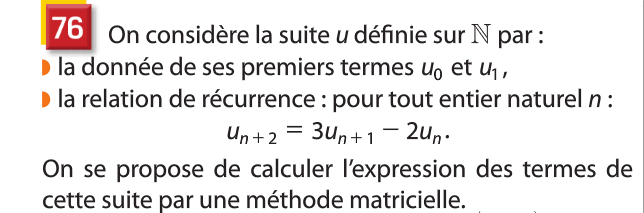 76 On considère la suite u définie sur ℕ par :
la donnée de ses premiers termes u₀ et u₁,
la relation de récurrence : pour tout entier naturel n :
uₙ₊₂ = 3uₙ₊₁ − 2uₙ.
On se propose de calculer l’expression des termes de
cette suite par une méthode matricielle.